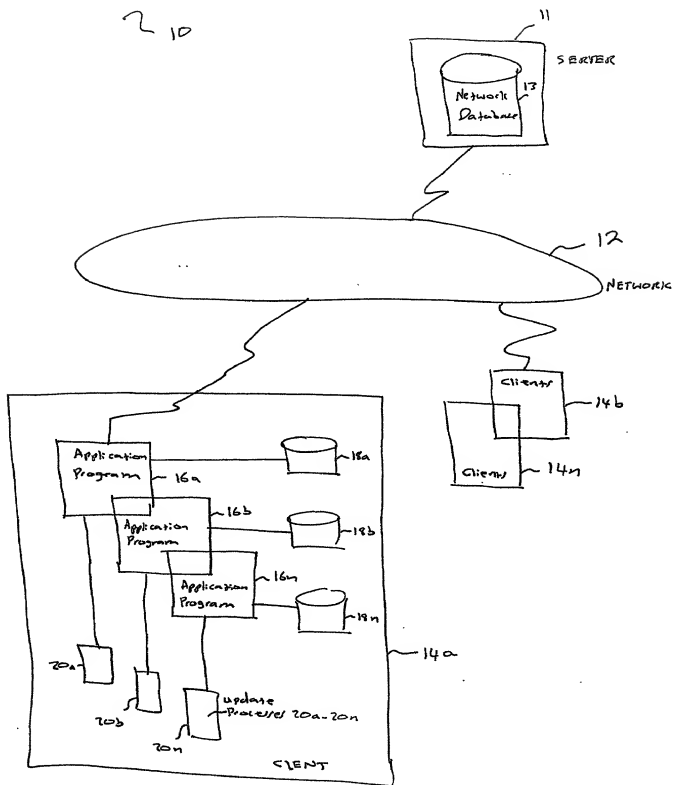 10
11
SERVER
Network
13
Database
12
NETWORK
Clients
14b
Clients
14n
Application
Program
16a
18a
Application
Program
16b
18b
Application
Program
16n
18n
14a
20a
20b
20n
update
Processes 20a-20n
CLIENT